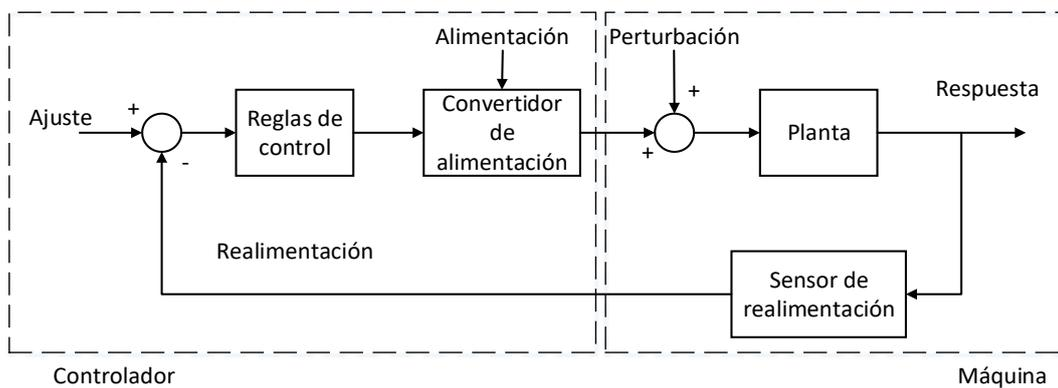 Alimentación
Perturbación
Ajuste
+
-
Reglas de
control
Convertidor
de
alimentación
+
+
Planta
Respuesta
Realimentación
Sensor de
realimentación
Controlador
Máquina